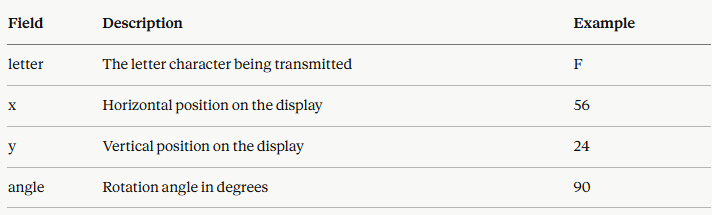 Field Description Example
letter The letter character being transmitted F
x Horizontal position on the display 56
y Vertical position on the display 24
angle Rotation angle in degrees 90